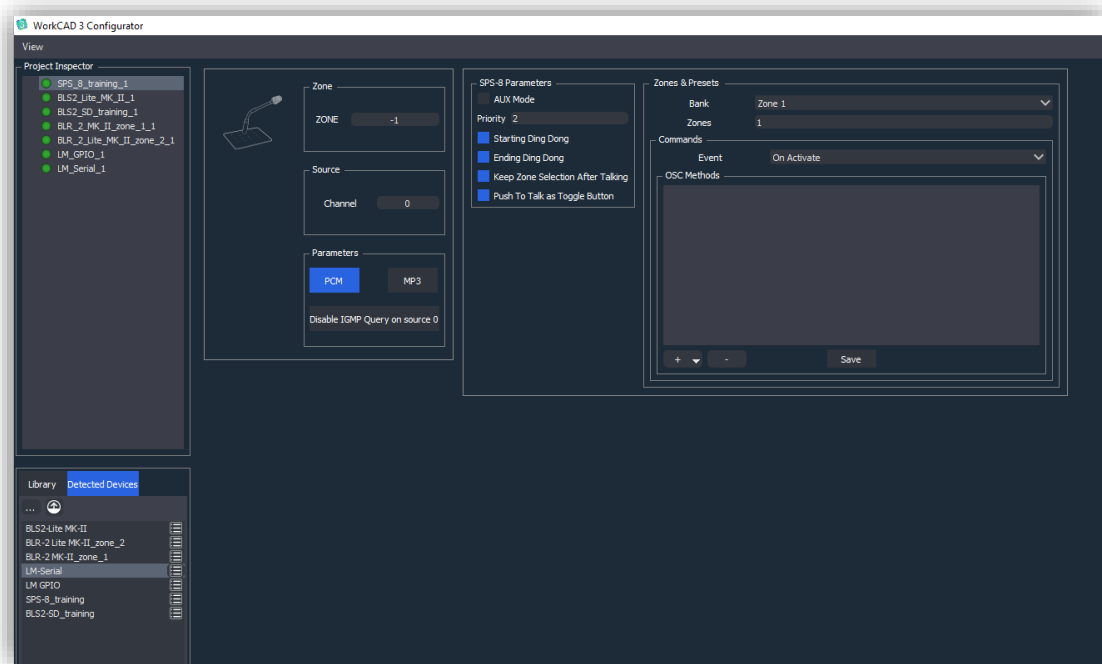 WorkCAD 3 Configurator
View
Project Inspector
SPS_8_training_1
BLS2_Lite_MK_II_1
BLS2_SD_training_1
BLR_2_MK_II_zone_1_1
BLR_2_Lite_MK_II_zone_2_1
LM_GPIO_1
LM_Serial_1
Zone
ZONE -1
Source
Channel 0
Parameters
PCM MP3
Disable IGMP Query on source 0
SPS-8 Parameters
AUX Mode
Priority 2
Starting Ding Dong
Ending Ding Dong
Keep Zone Selection After Talking
Push To Talk as Toggle Button
Zones & Presets
Bank Zone 1
Zones 1
Commands
Event On Activate
OSC Methods
+ - Save
Library Detected Devices
...
BLS2-Lite MK-II
BLR-2 Lite MK-II_zone_2
BLR-2 MK-II_zone_1
LM-Serial
LM GPIO
SPS-8_training
BLS2-SD_training